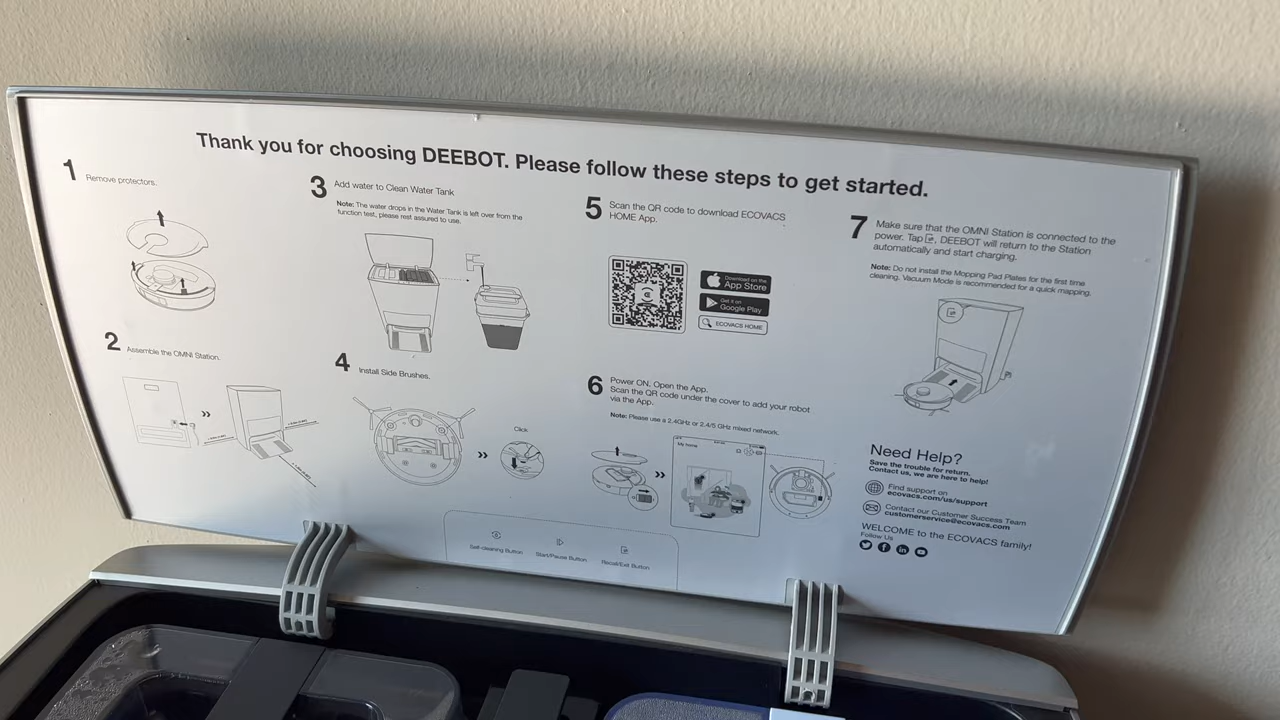 Thank you for choosing DEEBOT. Please follow these steps to get started.
1
Remove protectors.
2
Assemble the OMNI Station.
3
Add water to Clean Water Tank
Note: The water drops in the Water Tank is left over from the
function test, please rest assured to use.
4
Install Side Brushes.
Click
5
Scan the QR code to download ECOVACS
HOME App.
Download on the
App Store
Get it on
Google Play
ECOVACS HOME
6
Power ON. Open the App.
Scan the QR code under the cover to add your robot
via the App.
Note: Please use a 2.4GHz or 2.4/5 GHz mixed network.
My home
7
Make sure that the OMNI Station is connected to the
power. Tap , DEEBOT will return to the Station
automatically and start charging.
Note: Do not install the Mopping Pad Plates for the first time
cleaning. Vacuum Mode is recommended for a quick mapping.
Need Help?
Save the trouble for return.
Contact us, we are here to help!
Find support on
ecovacs.com/us/support
Contact our Customer Success Team
customerservice@ecovacs.com
WELCOME to the ECOVACS family!
Follow Us
Self-cleaning Button
Start/Pause Button
Recall/Exit Button